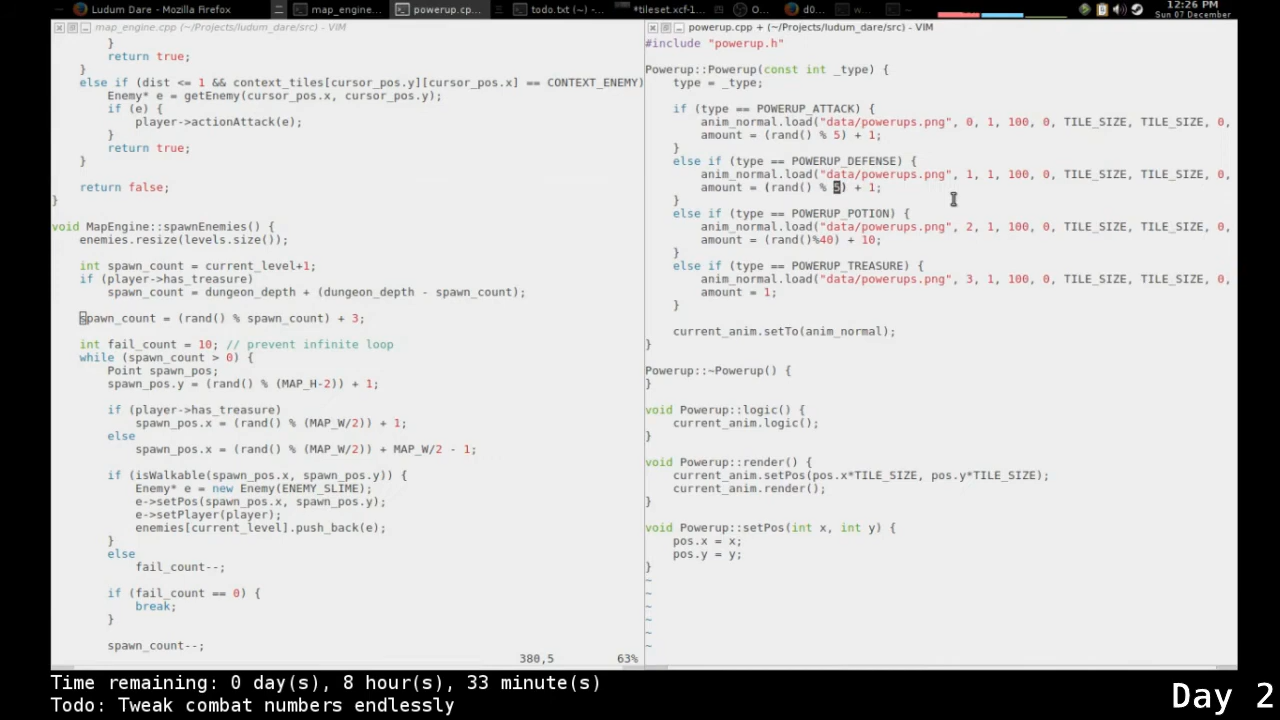 Ludum Dare - Mozilla Firefox
map_engine....
powerup.cp...
todo.txt (~) -...
*tileset.xcf-1...
O...
d0...
w...
12:26 PM
Sun 07 December
map_engine.cpp (~/Projects/ludum_dare/src) - VIM
}
return true;
}
else if (dist <= 1 && context_tiles[cursor_pos.y][cursor_pos.x] == CONTEXT_ENEMY)
Enemy* e = getEnemy(cursor_pos.x, cursor_pos.y);
if (e) {
player->actionAttack(e);
}
return true;
}
return false;
}
void MapEngine::spawnEnemies() {
enemies.resize(levels.size());
int spawn_count = current_level+1;
if (player->has_treasure)
spawn_count = dungeon_depth + (dungeon_depth - spawn_count);
spawn_count = (rand() % spawn_count) + 3;
int fail_count = 10; // prevent infinite loop
while (spawn_count > 0) {
Point spawn_pos;
spawn_pos.y = (rand() % (MAP_H-2)) + 1;
if (player->has_treasure)
spawn_pos.x = (rand() % (MAP_W/2)) + 1;
else
spawn_pos.x = (rand() % (MAP_W/2)) + MAP_W/2 - 1;
if (isWalkable(spawn_pos.x, spawn_pos.y)) {
Enemy* e = new Enemy(ENEMY_SLIME);
e->setPos(spawn_pos.x, spawn_pos.y);
e->setPlayer(player);
enemies[current_level].push_back(e);
}
else
fail_count--;
if (fail_count == 0) {
break;
}
spawn_count--;
380,5 63%
powerup.cpp + (~/Projects/ludum_dare/src) - VIM
#include "powerup.h"
Powerup::Powerup(const int _type) {
type = _type;
if (type == POWERUP_ATTACK) {
anim_normal.load("data/powerups.png", 0, 1, 100, 0, TILE_SIZE, TILE_SIZE, 0,
amount = (rand() % 5) + 1;
}
else if (type == POWERUP_DEFENSE) {
anim_normal.load("data/powerups.png", 1, 1, 100, 0, TILE_SIZE, TILE_SIZE, 0,
amount = (rand() % 5) + 1;
}
else if (type == POWERUP_POTION) {
anim_normal.load("data/powerups.png", 2, 1, 100, 0, TILE_SIZE, TILE_SIZE, 0,
amount = (rand()%40) + 10;
}
else if (type == POWERUP_TREASURE) {
anim_normal.load("data/powerups.png", 3, 1, 100, 0, TILE_SIZE, TILE_SIZE, 0,
amount = 1;
}
current_anim.setTo(anim_normal);
}
Powerup::~Powerup() {
}
void Powerup::logic() {
current_anim.logic();
}
void Powerup::render() {
current_anim.setPos(pos.x*TILE_SIZE, pos.y*TILE_SIZE);
current_anim.render();
}
void Powerup::setPos(int x, int y) {
pos.x = x;
pos.y = y;
}
~
~
~
~
~
~
Time remaining: 0 day(s), 8 hour(s), 33 minute(s)
Todo: Tweak combat numbers endlessly
Day 2